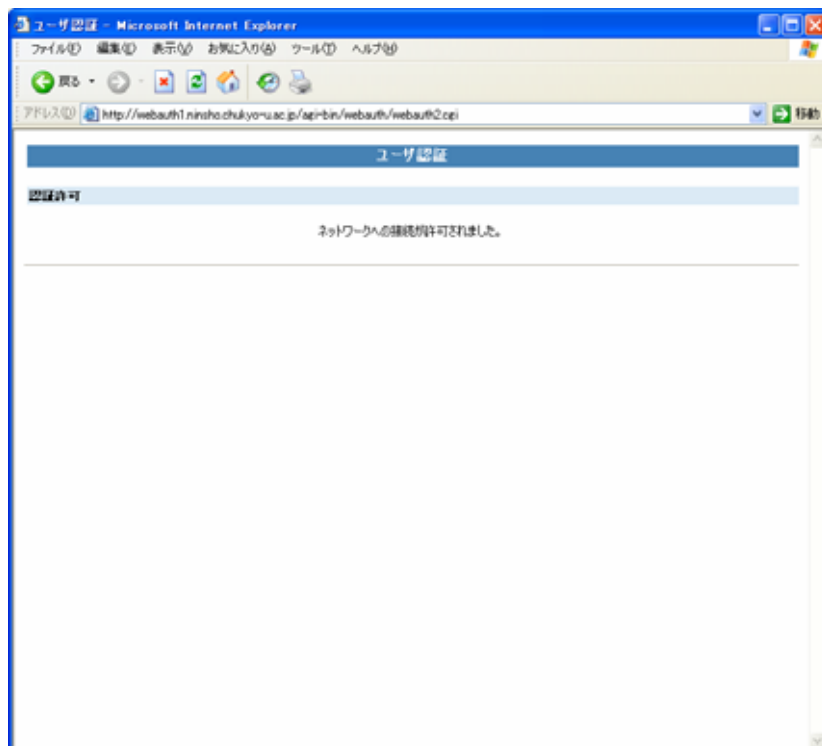 ユーザ認証 - Microsoft Internet Explorer
ファイル(F) 編集(E) 表示(V) お気に入り(A) ツール(T) ヘルプ(H)
戻る
アドレス(D) http://webauth1.ninsho.chukyo-u.ac.jp/agi-bin/webauth/webauth2.cgi 移動
ユーザ認証
認証許可
ネットワークへの接続が許可されました。